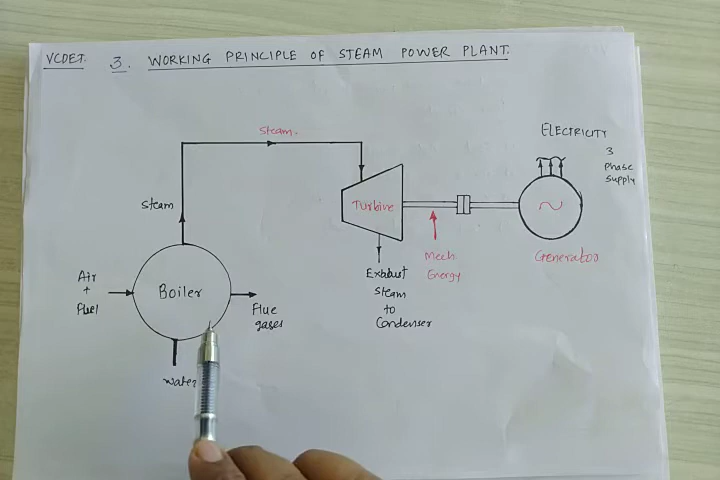 VCDET. 3. WORKING PRINCIPLE OF STEAM POWER PLANT.
Steam.
ELECTRICITY
3
Phase
Supply
Steam
Turbine
Mech.
Energy
Generator
Air
+
Fuel
Boiler
Flue
gases
Exhaust
Steam
to
Condenser
water